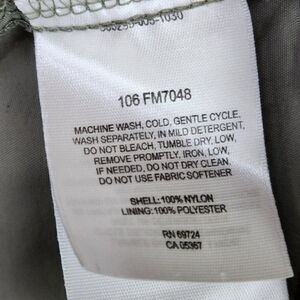 106 FM7048
MACHINE WASH, COLD, GENTLE CYCLE,
WASH SEPARATELY, IN MILD DETERGENT,
DO NOT BLEACH, TUMBLE DRY, LOW,
REMOVE PROMPTLY, IRON, LOW,
IF NEEDED, DO NOT DRY CLEAN,
DO NOT USE FABRIC SOFTENER
SHELL: 100% NYLON
LINING: 100% POLYESTER
RN 69724
CA 05367